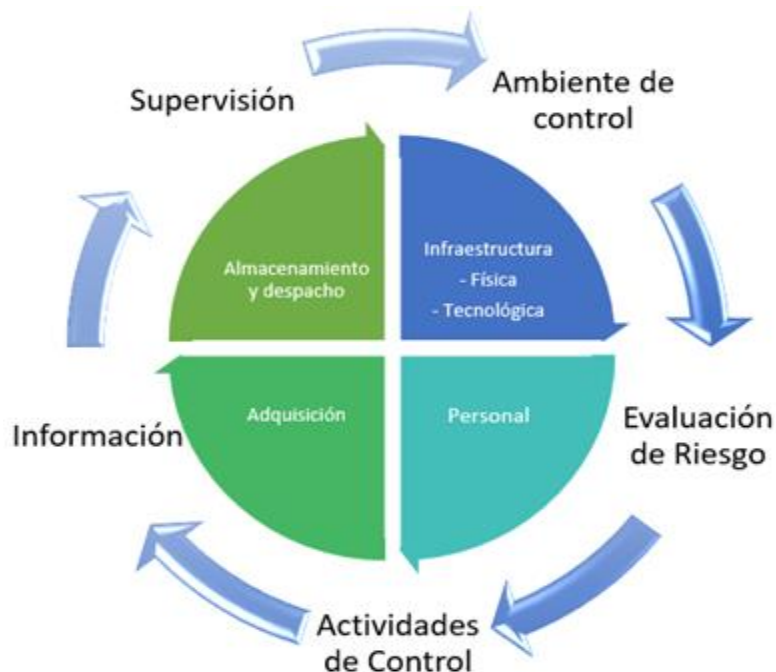 Supervisión
Ambiente de
control
Almacenamiento
y despacho
Infraestructura
- Física
- Tecnológica
Información
Adquisición
Personal
Evaluación
de Riesgo
Actividades
de Control